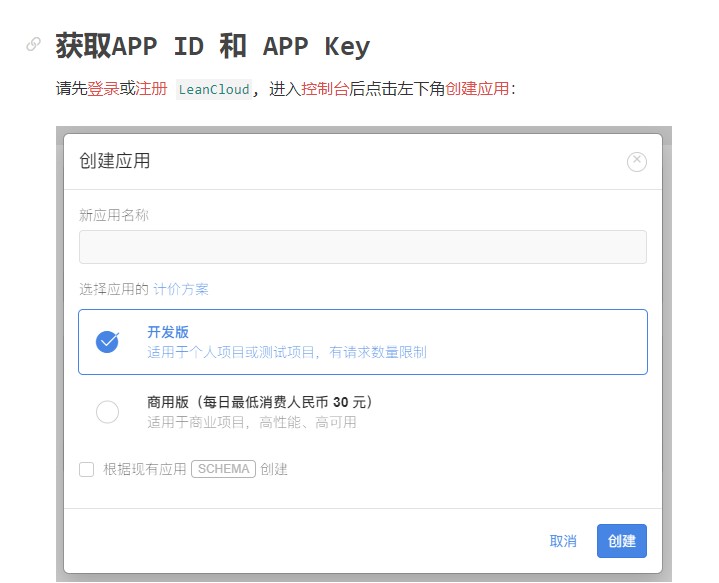 获取APP ID 和 APP Key
请先登录或注册 LeanCloud, 进入控制台后点击左下角创建应用:
创建应用
新应用名称
选择应用的 计价方案
开发版
适用于个人项目或测试项目，有请求数量限制
商用版（每日最低消费人民币 30 元）
适用于商业项目，高性能、高可用
根据现有应用 SCHEMA 创建
取消 创建